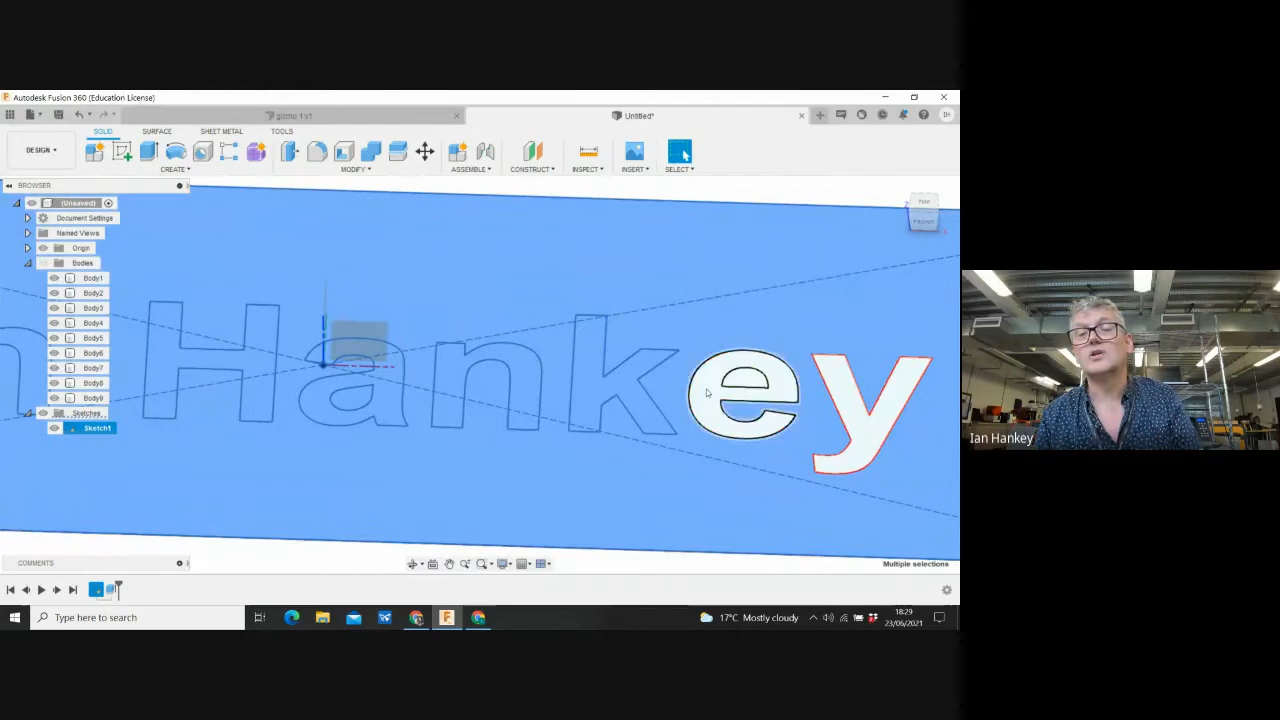 Autodesk Fusion 360 (Education License)
gizmo 1 v1
Untitled*
IH
SOLID SURFACE SHEET METAL TOOLS
DESIGN
CREATE MODIFY ASSEMBLE CONSTRUCT INSPECT INSERT SELECT
BROWSER
(Unsaved)
Document Settings
Named Views
Origin
Bodies
Body1
Body2
Body3
Body4
Body5
Body6
Body7
Body8
Body9
Sketches
Sketch1
TOP
FRONT
Hankey
Ian Hankey
COMMENTS
Multiple selections
Type here to search
17°C Mostly cloudy
18:29
23/06/2021